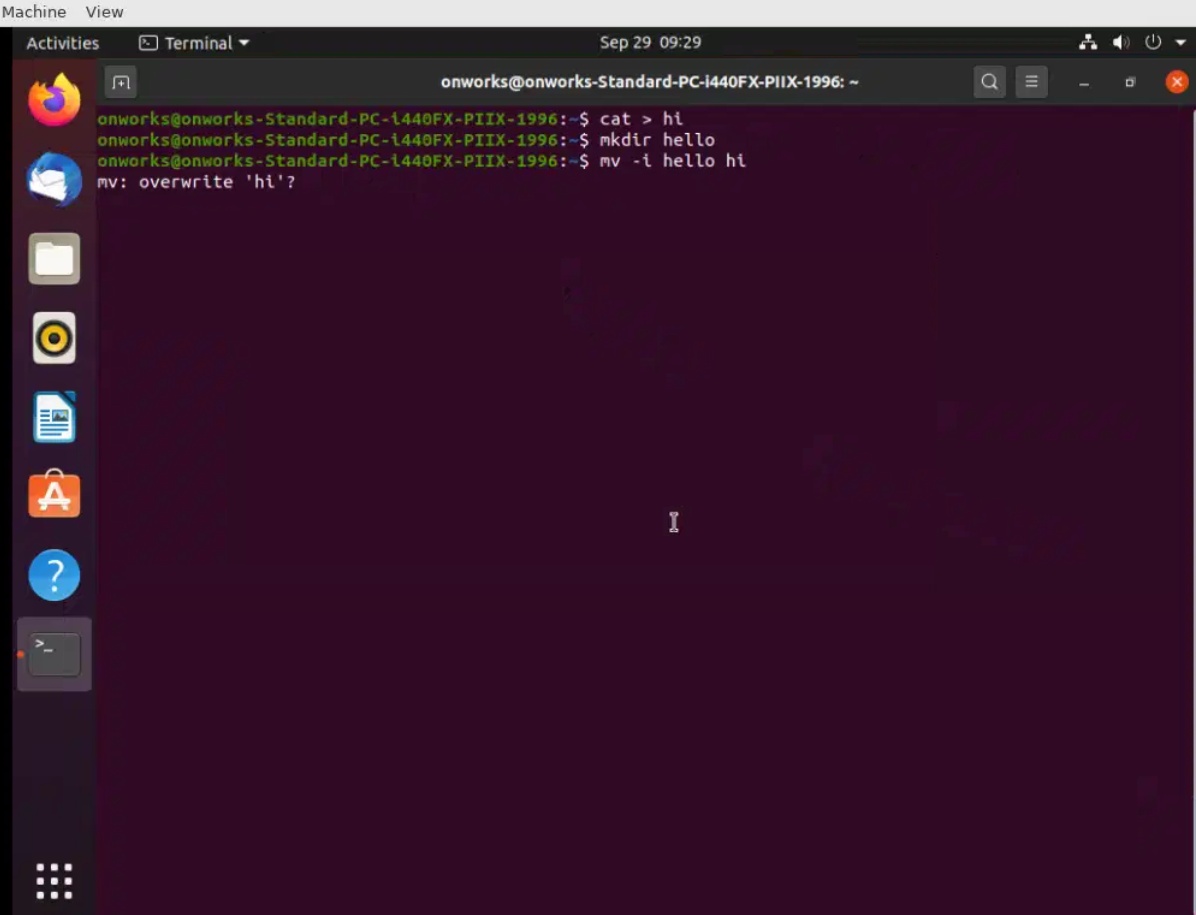 Machine View
Activities Terminal Sep 29 09:29
onworks@onworks-Standard-PC-i440FX-PIIX-1996: ~
onworks@onworks-Standard-PC-i440FX-PIIX-1996:~$ cat > hi
onworks@onworks-Standard-PC-i440FX-PIIX-1996:~$ mkdir hello
onworks@onworks-Standard-PC-i440FX-PIIX-1996:~$ mv -i hello hi
mv: overwrite 'hi'?